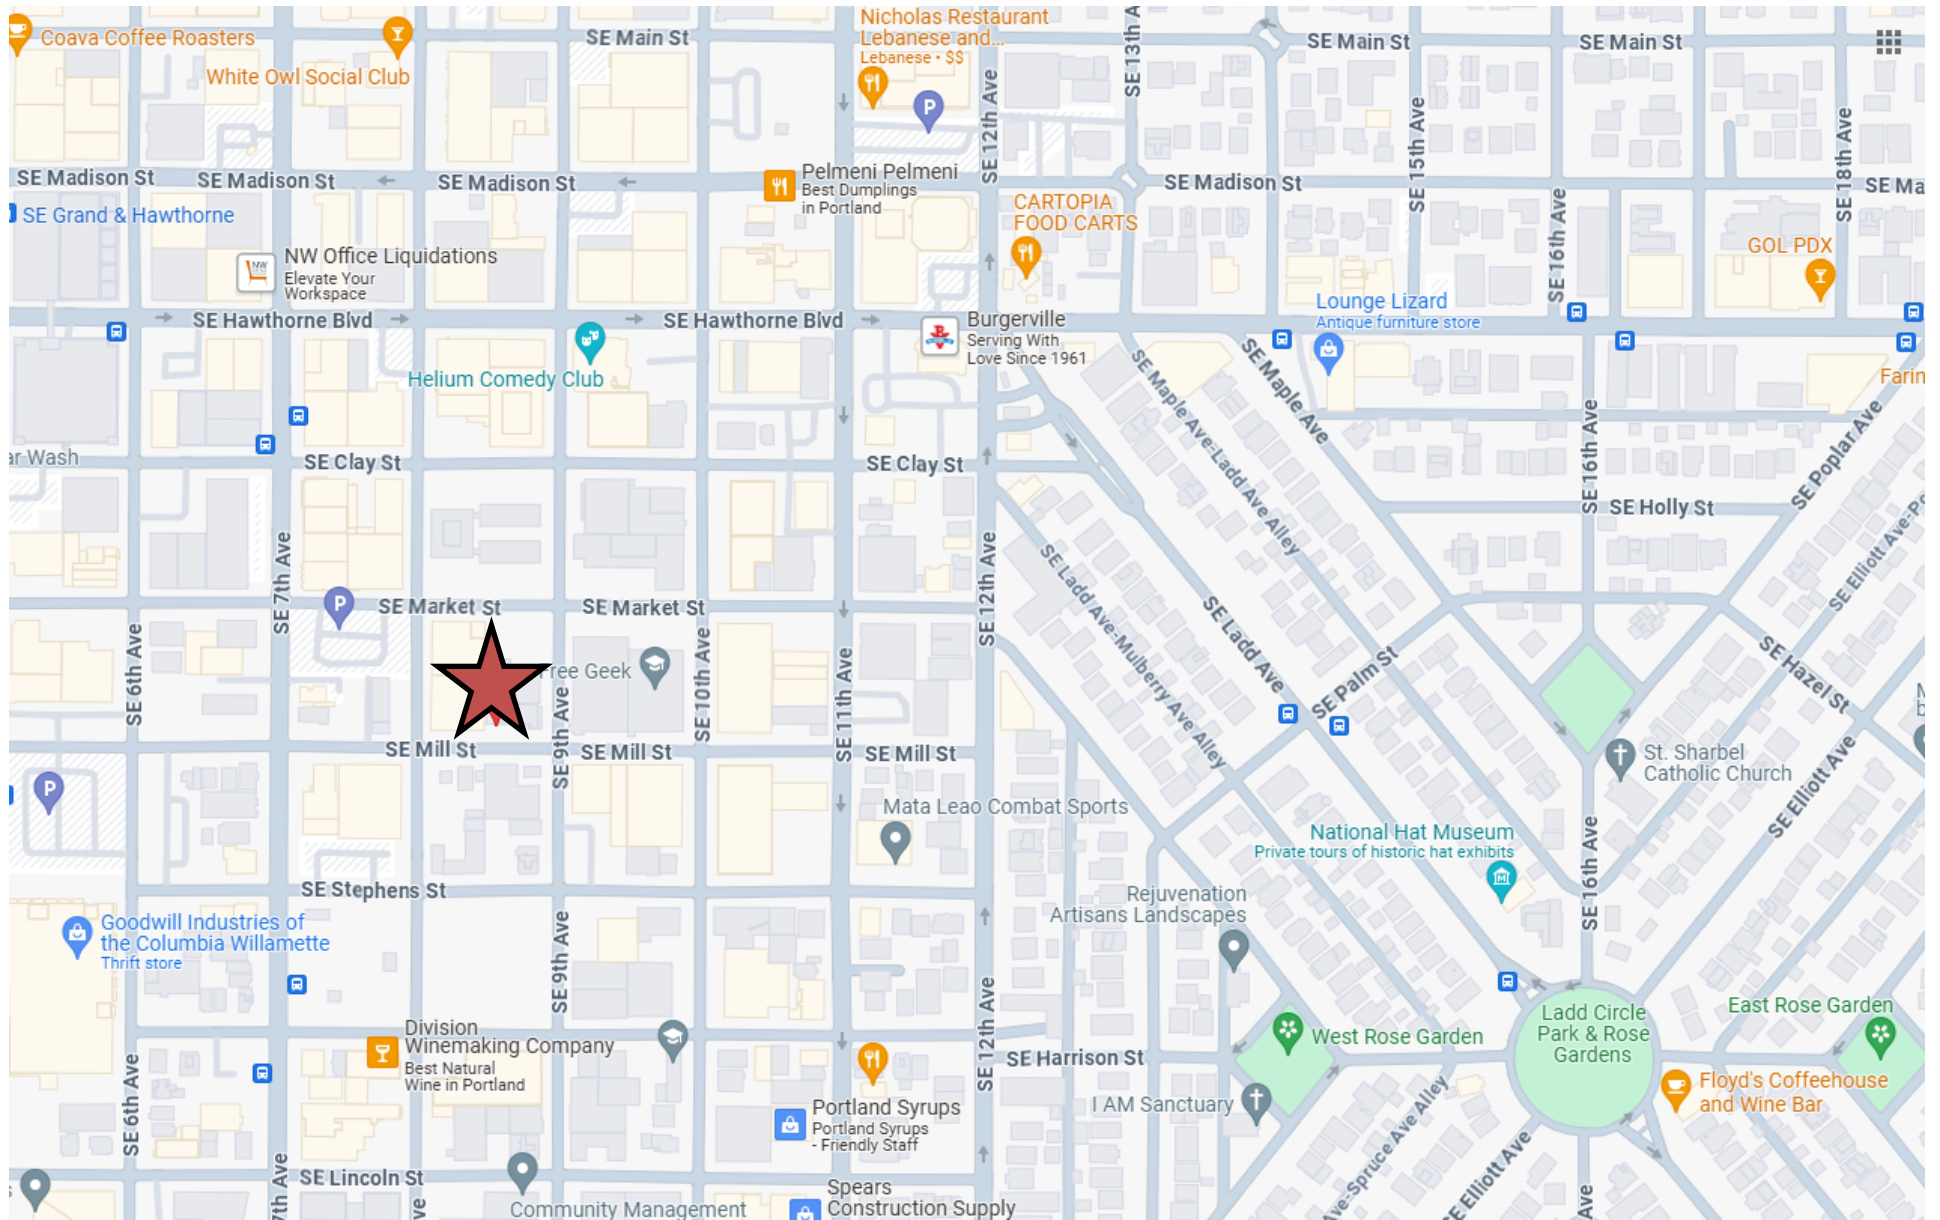 Coava Coffee Roasters
White Owl Social Club
SE Main St
Nicholas Restaurant
Lebanese and...
Lebanese • $$
P
SE 12th Ave
SE 13th A
SE Main St
SE Main St
SE 15th Ave
SE 18th Ave
SE Madison St
SE Madison St
SE Madison St
Pelmeni Pelmeni
Best Dumplings
in Portland
SE Madison St
SE Ma
SE Grand & Hawthorne
CARTOPIA
FOOD CARTS
SE 16th Ave
GOL PDX
NW
NW Office Liquidations
Elevate Your
Workspace
Lounge Lizard
Antique furniture store
SE Hawthorne Blvd
SE Hawthorne Blvd
Burgerville
Serving With
Love Since 1961
Helium Comedy Club
SE Maple Ave-Ladd Ave Alley
SE Maple Ave
Farin
ar Wash
SE Clay St
SE Clay St
SE 16th Ave
SE Poplar Ave
SE Holly St
SE 7th Ave
SE 12th Ave
SE Ladd Ave-Mulberry Ave Alley
SE Ladd Ave
SE Elliott Ave-P
P
SE Market St
SE Market St
SE 6th Ave
Free Geek
SE 9th Ave
SE 10th Ave
SE 11th Ave
SE Palm St
SE Hazel St
SE Mill St
SE Mill St
SE Mill St
St. Sharbel
Catholic Church
SE Elliott Ave
P
Mata Leao Combat Sports
National Hat Museum
Private tours of historic hat exhibits
M
SE 16th Ave
SE Stephens St
Rejuvenation
Artisans Landscapes
Goodwill Industries of
the Columbia Willamette
Thrift store
SE 9th Ave
SE 12th Ave
Ladd Circle
Park & Rose
Gardens
East Rose Garden
West Rose Garden
Division
Winemaking Company
Best Natural
Wine in Portland
SE Harrison St
SE 6th Ave
Floyd's Coffeehouse
and Wine Bar
I AM Sanctuary
Portland Syrups
Portland Syrups
- Friendly Staff
Ave-Spruce Ave Alley
SE Elliott Ave
SE Lincoln St
7th Ave
ve
Community Management
Spears
Construction Supply
Ave